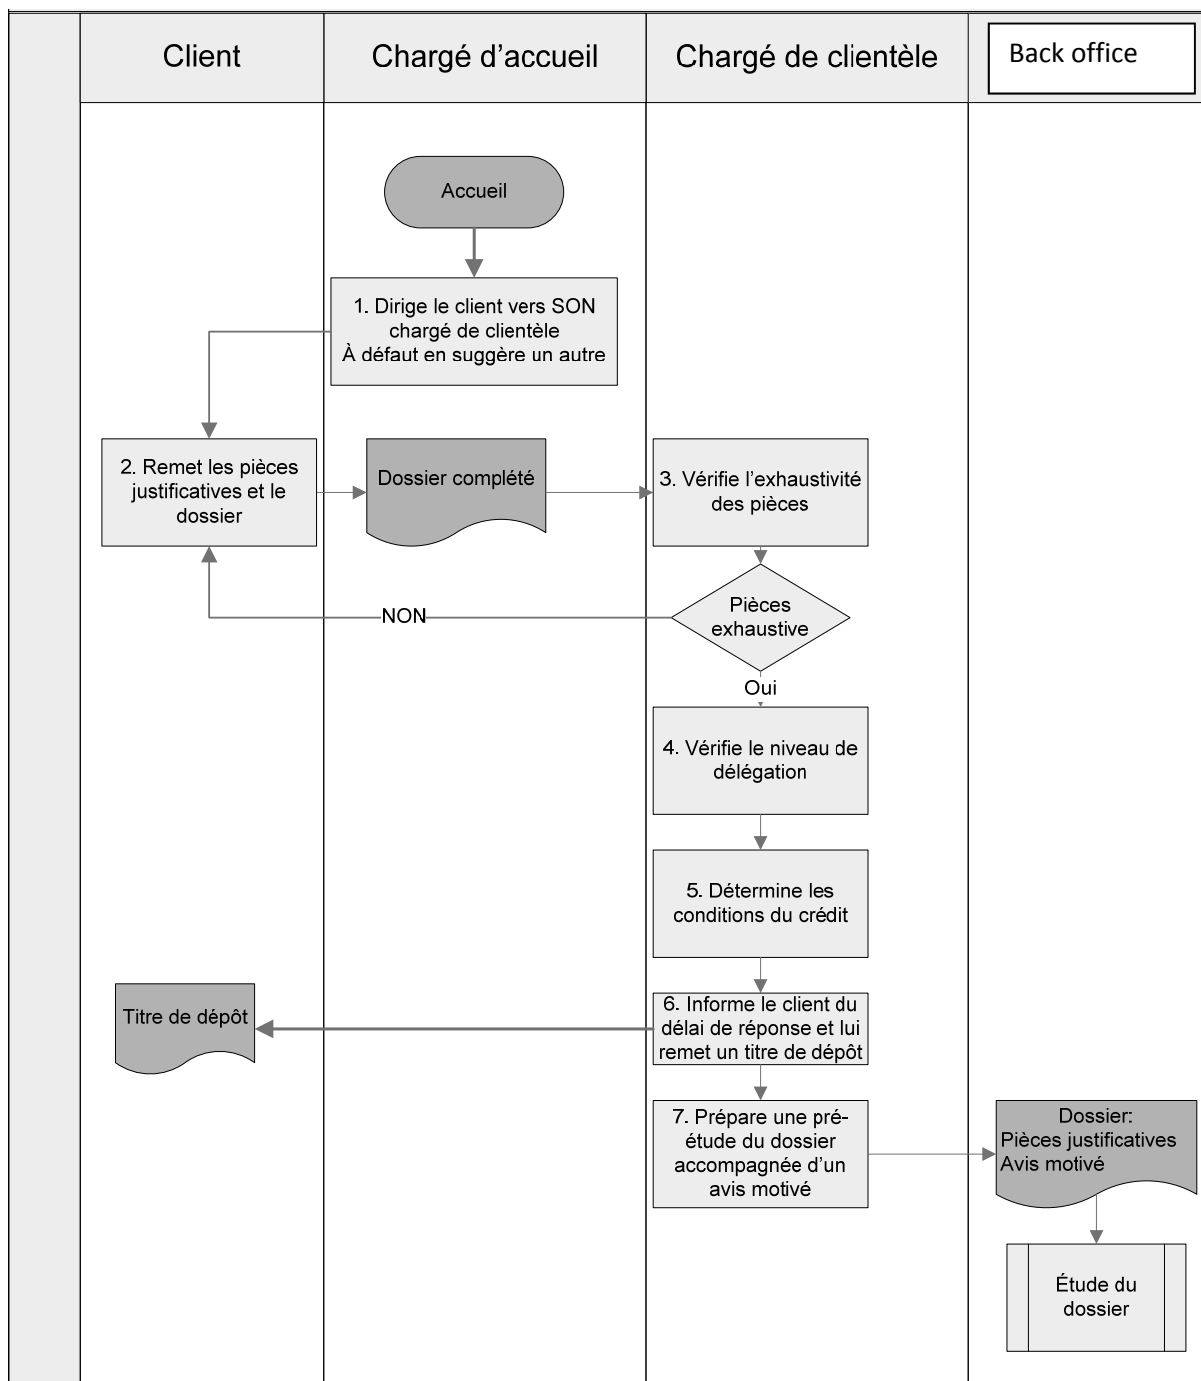 Client
Chargé d'accueil
Chargé de clientèle
Back office
Accueil
1. Dirige le client vers SON
chargé de clientèle
À défaut en suggère un autre
2. Remet les pièces
justificatives et le
dossier
Dossier complété
3. Vérifie l'exhaustivité
des pièces
Pièces
exhaustive
NON
Oui
4. Vérifie le niveau de
délégation
5. Détermine les
conditions du crédit
6. Informe le client du
délai de réponse et lui
remet un titre de dépôt
Titre de dépôt
7. Prépare une pré-
étude du dossier
accompagnée d'un
avis motivé
Dossier:
Pièces justificatives
Avis motivé
Étude du
dossier